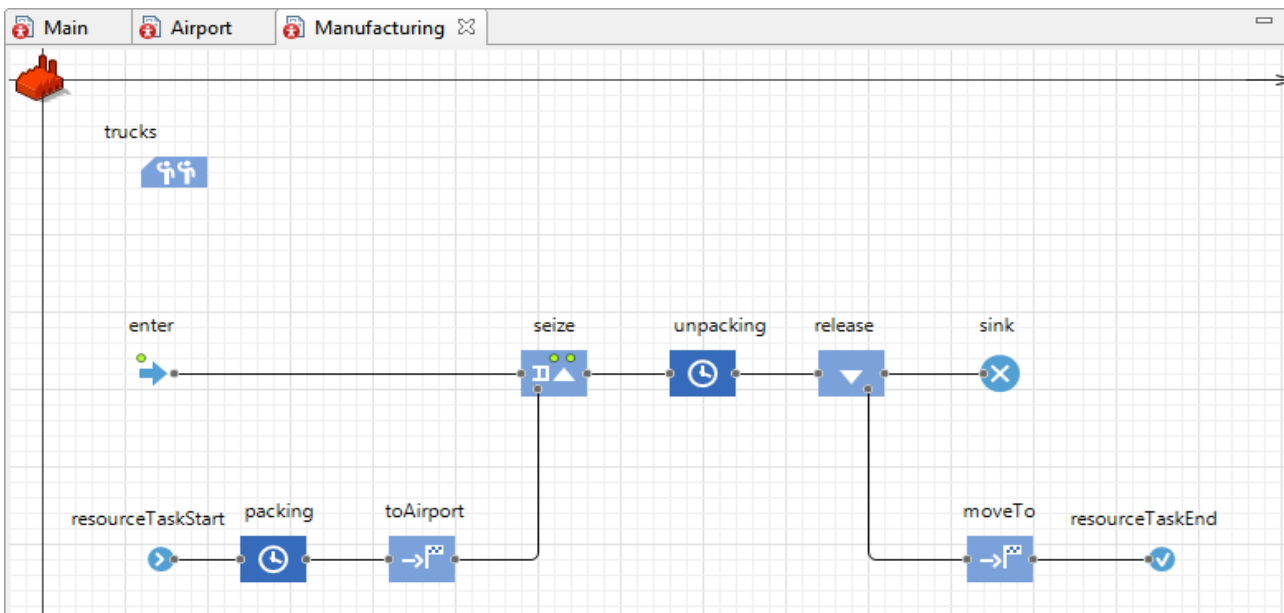 Main Airport Manufacturing
trucks
enter seize unpacking release sink
resourceTaskStart packing toAirport moveTo resourceTaskEnd